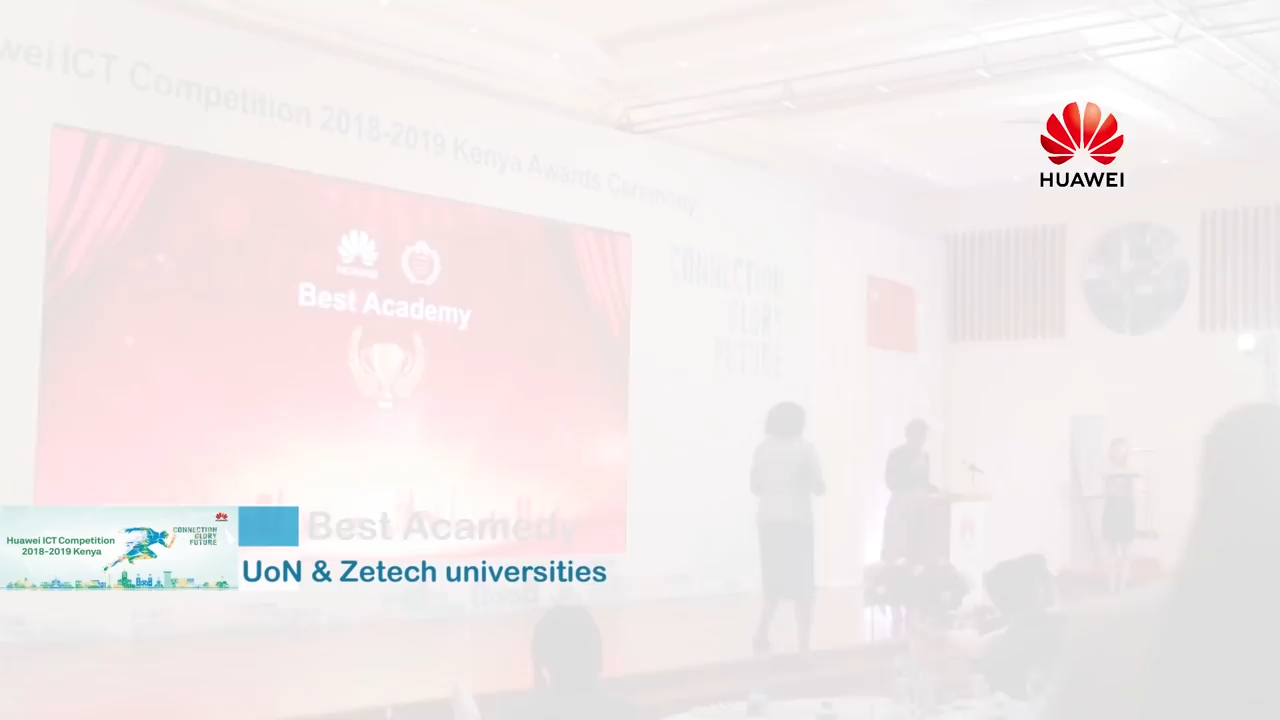 wei ICT Competition 2018-2019 Kenya Awards Ceremony
HUAWEI
HUAWEI
Best Academy
CONNECTION
GLORY
FUTURE
Huawei ICT Competition
2018-2019 Kenya
CONNECTION
GLORY
FUTURE
Best Acamedy
UoN & Zetech universities